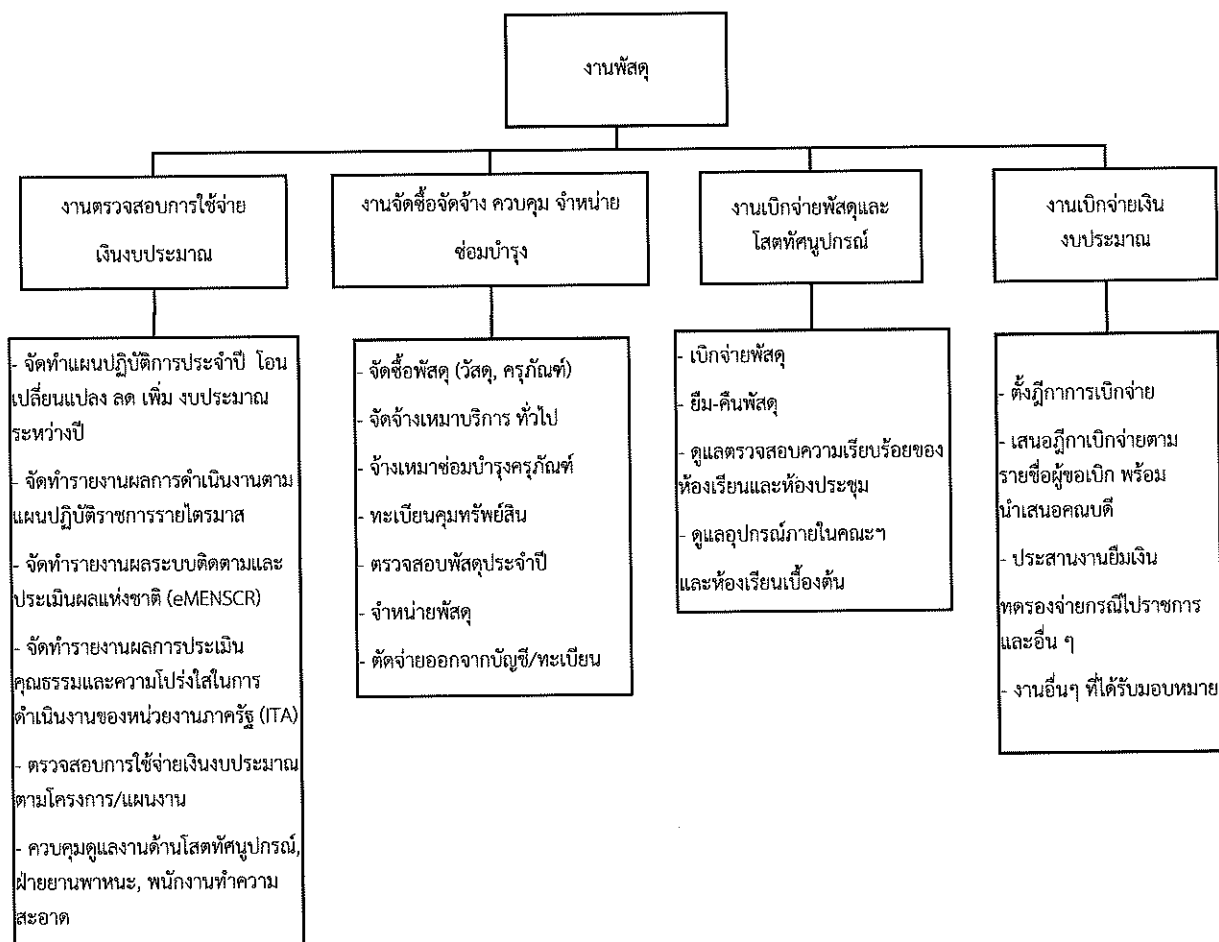 งานพัสดุ
งานตรวจสอบการใช้จ่าย
เงินงบประมาณ
- จัดทำแผนปฏิบัติการประจำปี โอน
เปลี่ยนแปลง ลด เพิ่ม งบประมาณ
ระหว่างปี
- จัดทำรายงานผลการดำเนินงานตาม
แผนปฏิบัติราชการรายไตรมาส
- จัดทำรายงานผลระบบติดตามและ
ประเมินผลแห่งชาติ (eMENSCR)
- จัดทำรายงานผลการประเมิน
คุณธรรมและความโปร่งใสในการ
ดำเนินงานของหน่วยงานภาครัฐ (ITA)
- ตรวจสอบการใช้จ่ายเงินงบประมาณ
ตามโครงการ/แผนงาน
- ควบคุมดูแลงานด้านโสตทัศนูปกรณ์,
ฝ่ายยานพาหนะ, พนักงานทำความ
สะอาด
งานจัดซื้อจัดจ้าง ควบคุม จำหน่าย
ซ่อมบำรุง
- จัดซื้อพัสดุ (วัสดุ, ครุภัณฑ์)
- จัดจ้างเหมาบริการ ทั่วไป
- จ้างเหมาซ่อมบำรุงครุภัณฑ์
- ทะเบียนคุมทรัพย์สิน
- ตรวจสอบพัสดุประจำปี
- จำหน่ายพัสดุ
- ตัดจ่ายออกจากบัญชี/ทะเบียน
งานเบิกจ่ายพัสดุและ
โสตทัศนูปกรณ์
- เบิกจ่ายพัสดุ
- ยืม-คืนพัสดุ
- ดูแลตรวจสอบความเรียบร้อยของ
ห้องเรียนและห้องประชุม
- ดูแลอุปกรณ์ภายในคณะฯ
และห้องเรียนเบื้องต้น
งานเบิกจ่ายเงิน
งบประมาณ
- ตั้งฎีกาการเบิกจ่าย
- เสนอฎีกาเบิกจ่ายตาม
รายชื่อผู้ขอเบิก พร้อม
นำเสนอคณบดี
- ประสานงานยืมเงิน
ทดรองจ่ายกรณีไปราชการ
และอื่น ๆ
- งานอื่นๆ ที่ได้รับมอบหมาย